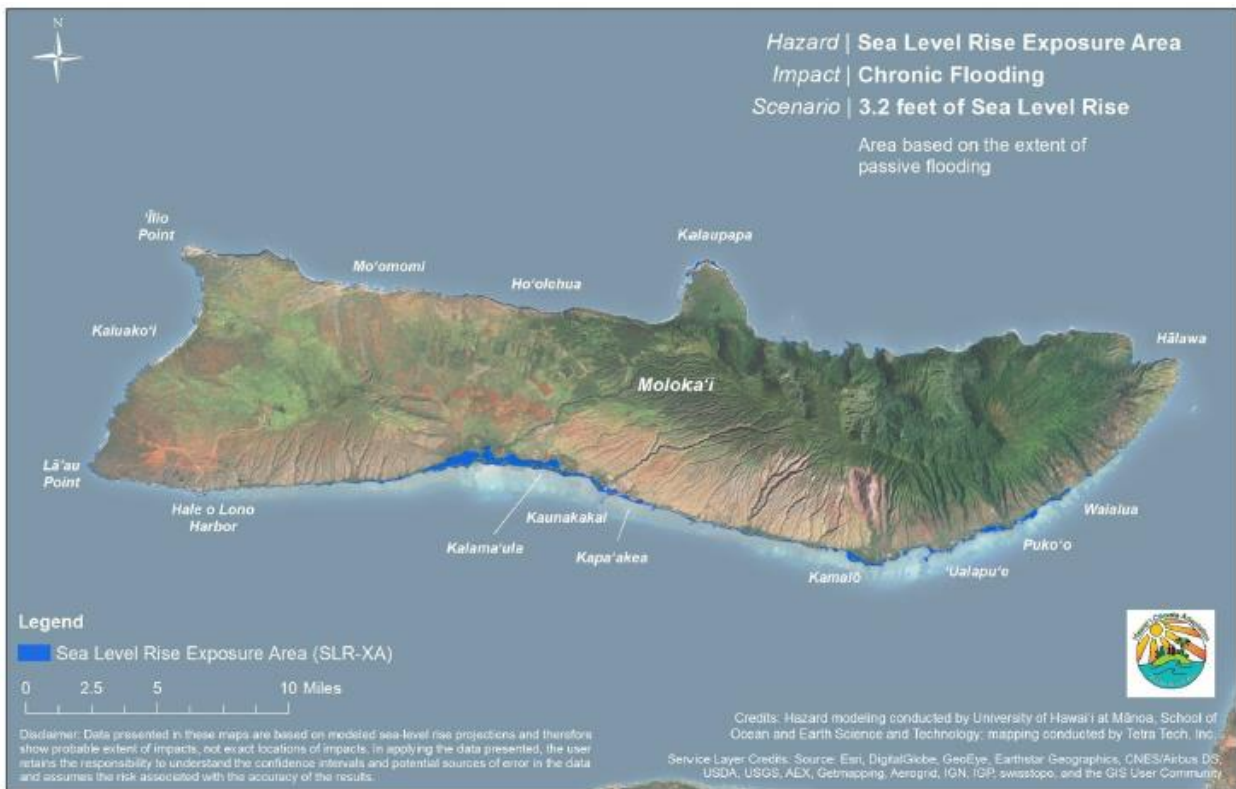 N
Hazard | Sea Level Rise Exposure Area
Impact | Chronic Flooding
Scenario | 3.2 feet of Sea Level Rise
Area based on the extent of
passive flooding
ʻĪlio
Point
Kalaupapa
Moʻomomi
Hoʻolehua
Kaluakoʻi
Hālawa
Molokaʻi
Lāʻau
Point
Hale o Lono
Harbor
Waialua
Kaunakakai
Pukoʻo
Kalamaʻula
Kapaʻakea
Kamalō
ʻUalapuʻe
Legend
Sea Level Rise Exposure Area (SLR-XA)
0 2.5 5 10 Miles
Disclaimer: Data presented in these maps are based on modeled sea-level rise projections and therefore
show probable extent of impacts, not exact locations of impacts. In applying the data presented, the user
retains the responsibility to understand the confidence intervals and potential sources of error in the data
and assumes the risk associated with the accuracy of the results.
Credits: Hazard modeling conducted by University of Hawaiʻi at Mānoa, School of
Ocean and Earth Science and Technology; mapping conducted by Tetra Tech, Inc.
Service Layer Credits: Source: Esri, DigitalGlobe, GeoEye, Earthstar Geographics, CNES/Airbus DS,
USDA, USGS, AEX, Getmapping, Aerogrid, IGN, IGP, swisstopo, and the GIS User Community